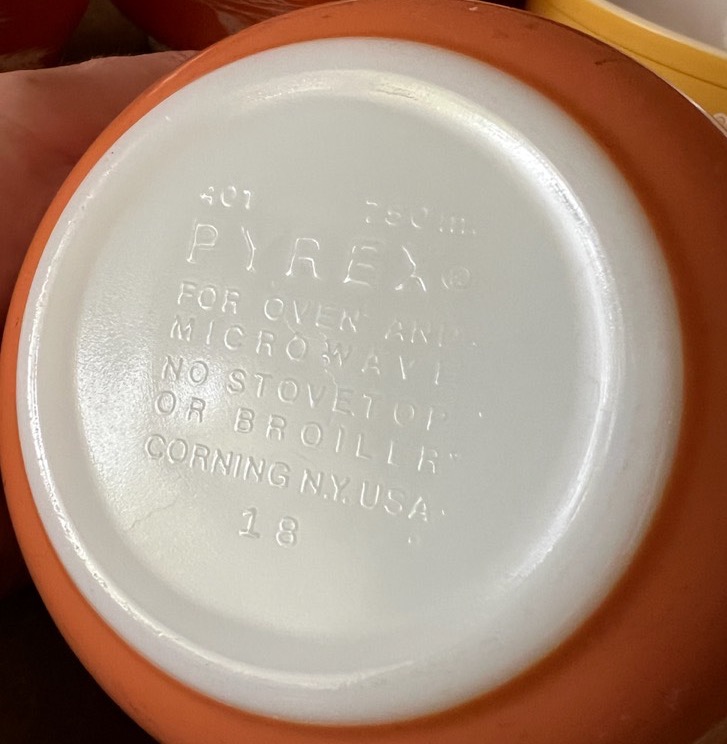 401 750 ml
PYREX®
FOR OVEN AND
MICROWAVE
NO STOVETOP
OR BROILER
CORNING N.Y. USA
18